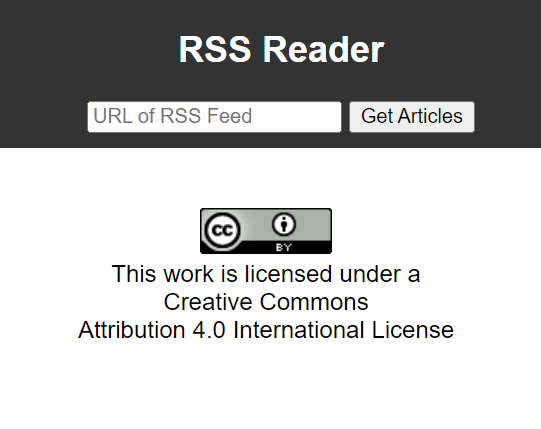 RSS Reader
URL of RSS Feed Get Articles
CC BY
This work is licensed under a
Creative Commons
Attribution 4.0 International License